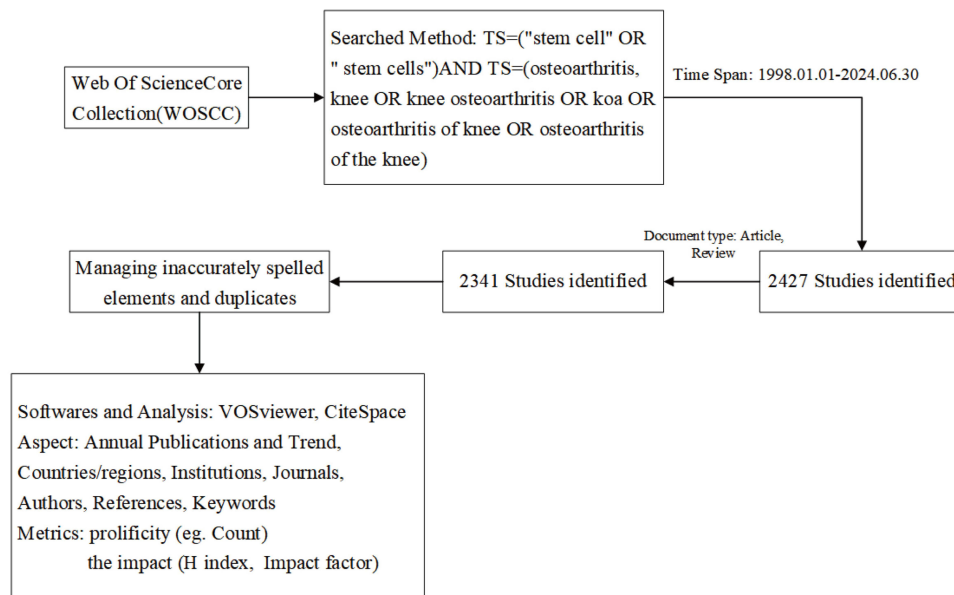 Web Of ScienceCore
Collection(WOSCC)
Searched Method: TS=("stem cell" OR
" stem cells")AND TS=(osteoarthritis,
knee OR knee osteoarthritis OR koa OR
osteoarthritis of knee OR osteoarthritis
of the knee)
Time Span: 1998.01.01-2024.06.30
2427 Studies identified
Document type: Article,
Review
2341 Studies identified
Managing inaccurately spelled
elements and duplicates
Softwares and Analysis: VOSviewer, CiteSpace
Aspect: Annual Publications and Trend,
Countries/regions, Institutions, Journals,
Authors, References, Keywords
Metrics: prolificity (eg. Count)
the impact (H index, Impact factor)